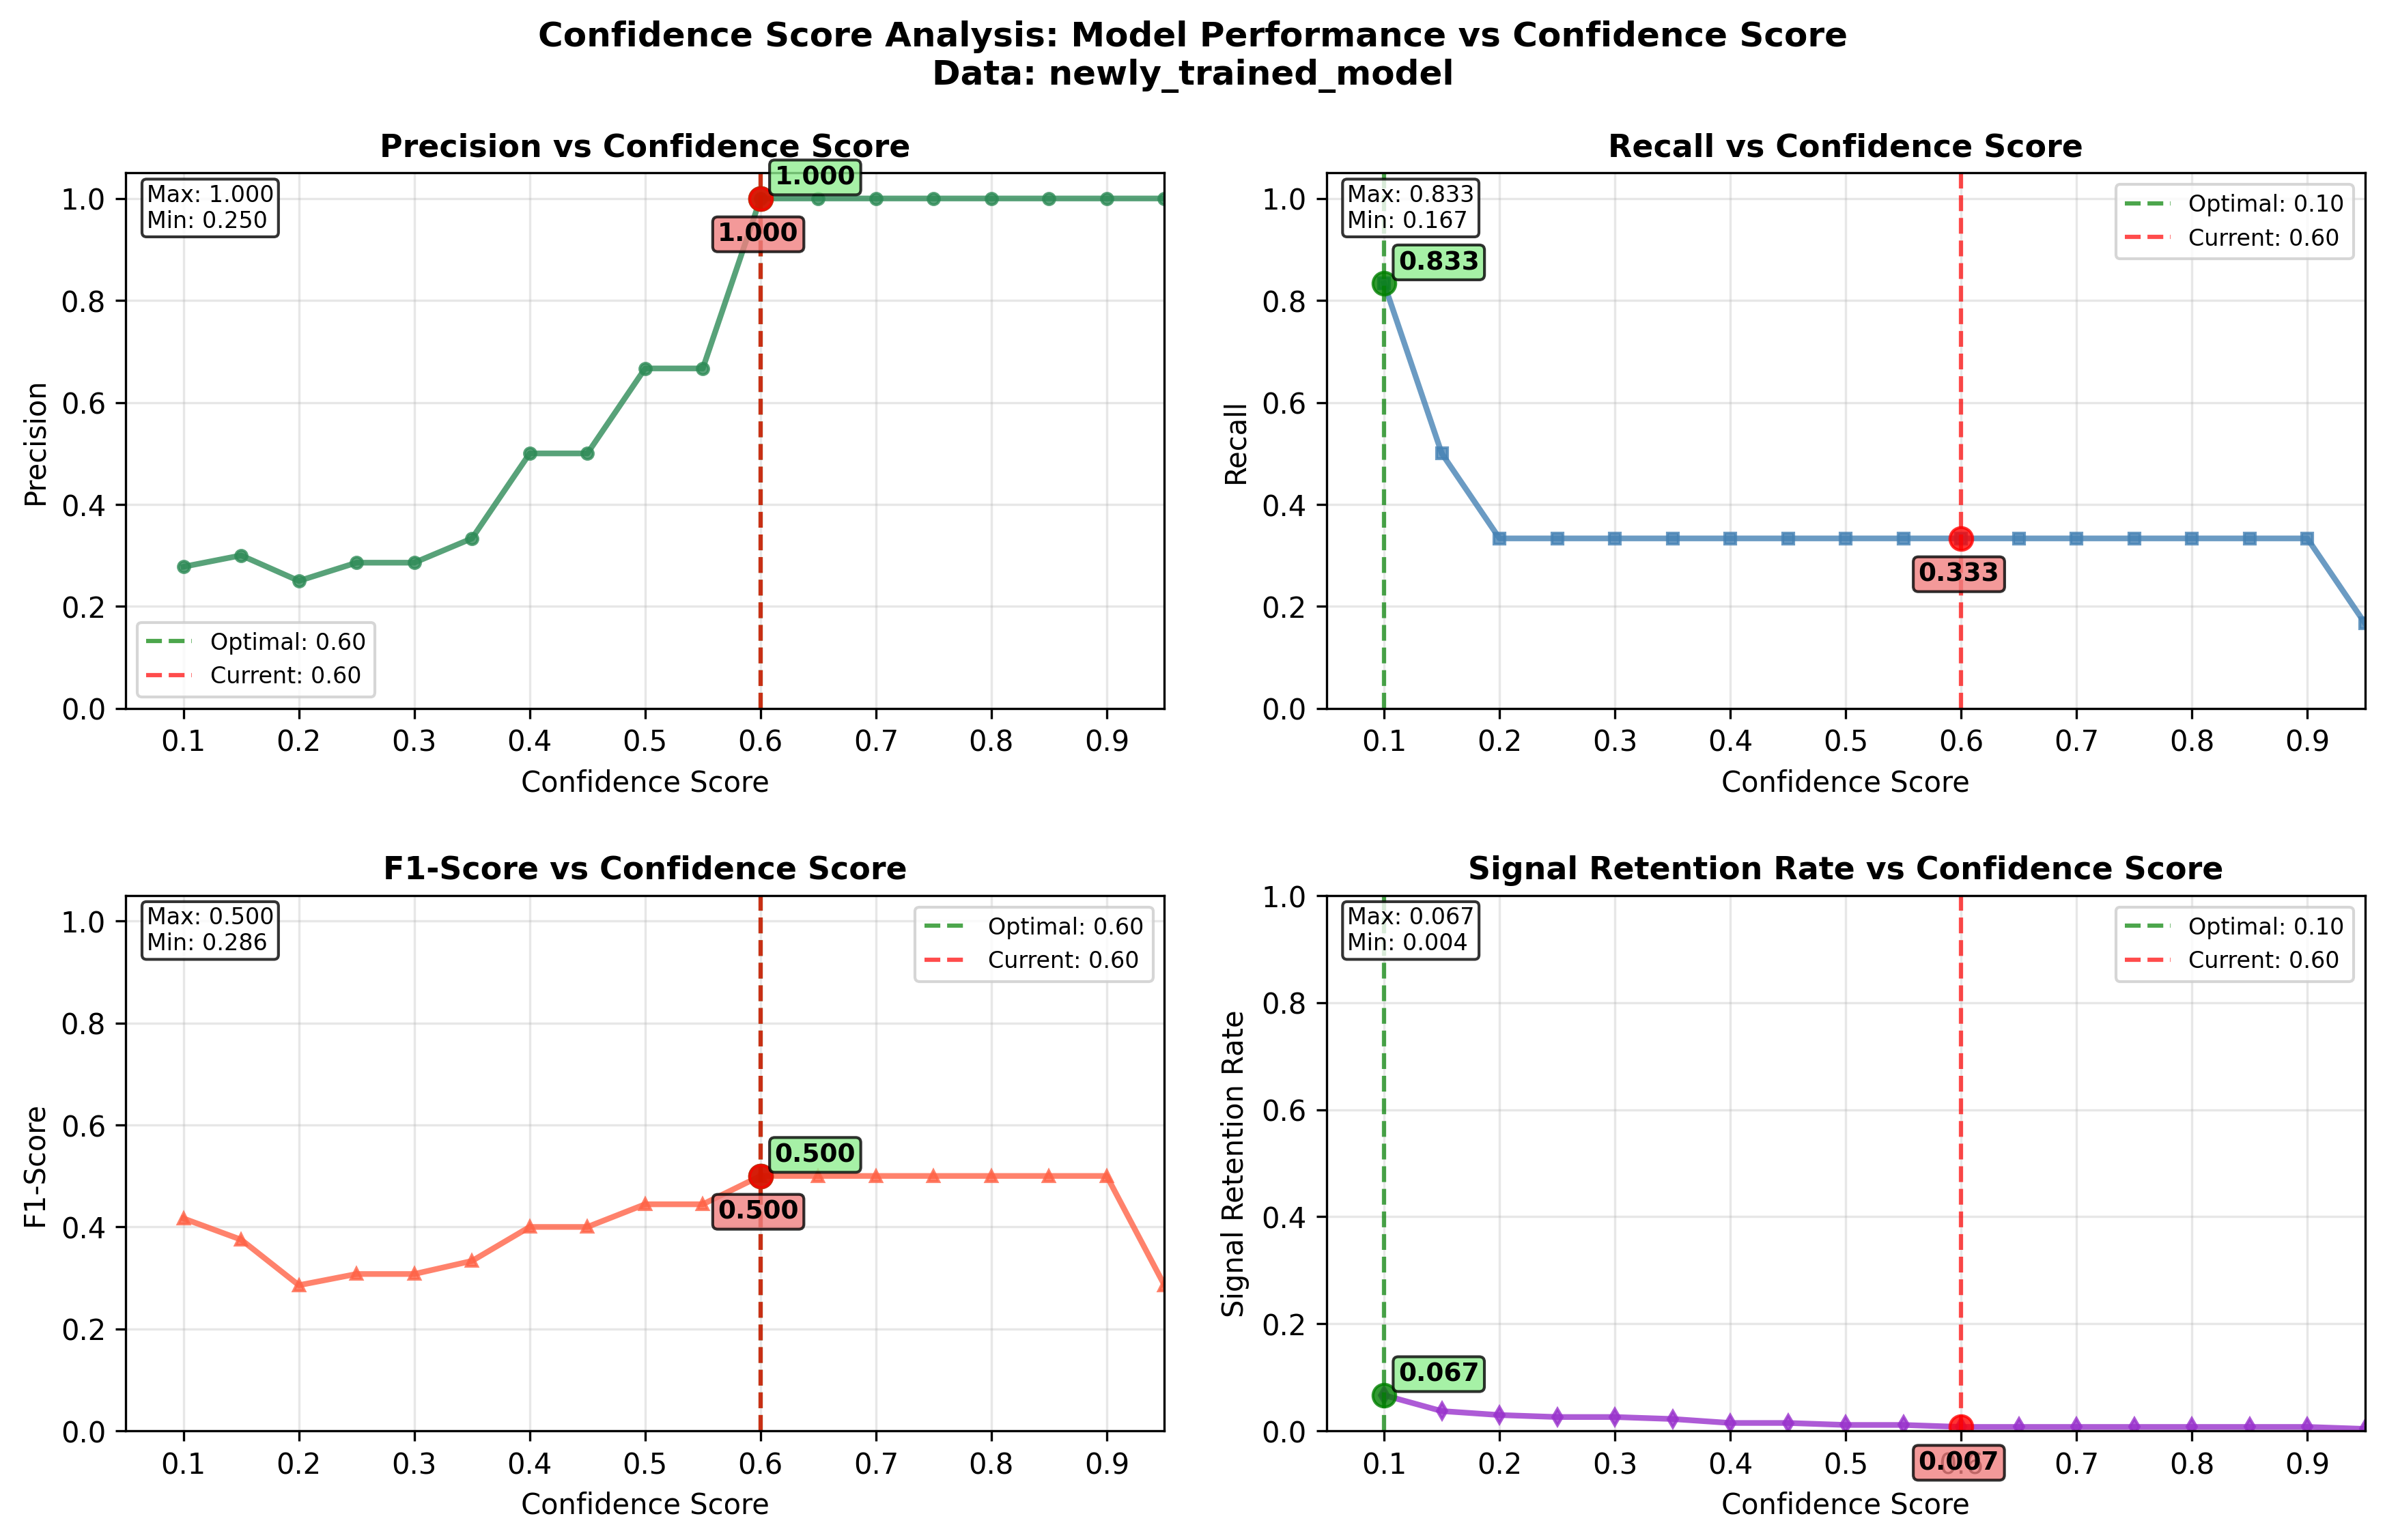 Confidence Score Analysis: Model Performance vs Confidence Score
Data: newly_trained_model
Precision vs Confidence Score
Max: 1.000
Min: 0.250
1.000
1.000
Optimal: 0.60
Current: 0.60
Precision
1.0
0.8
0.6
0.4
0.2
0.0
0.1 0.2 0.3 0.4 0.5 0.6 0.7 0.8 0.9
Confidence Score
Recall vs Confidence Score
Max: 0.833
Min: 0.167
0.833
Optimal: 0.10
Current: 0.60
0.333
Recall
1.0
0.8
0.6
0.4
0.2
0.0
0.1 0.2 0.3 0.4 0.5 0.6 0.7 0.8 0.9
Confidence Score
F1-Score vs Confidence Score
Max: 0.500
Min: 0.286
Optimal: 0.60
Current: 0.60
0.500
0.500
F1-Score
1.0
0.8
0.6
0.4
0.2
0.0
0.1 0.2 0.3 0.4 0.5 0.6 0.7 0.8 0.9
Confidence Score
Signal Retention Rate vs Confidence Score
Max: 0.067
Min: 0.004
Optimal: 0.10
Current: 0.60
0.067
0.007
Signal Retention Rate
1.0
0.8
0.6
0.4
0.2
0.0
0.1 0.2 0.3 0.4 0.5 0.7 0.8 0.9
Confidence Score